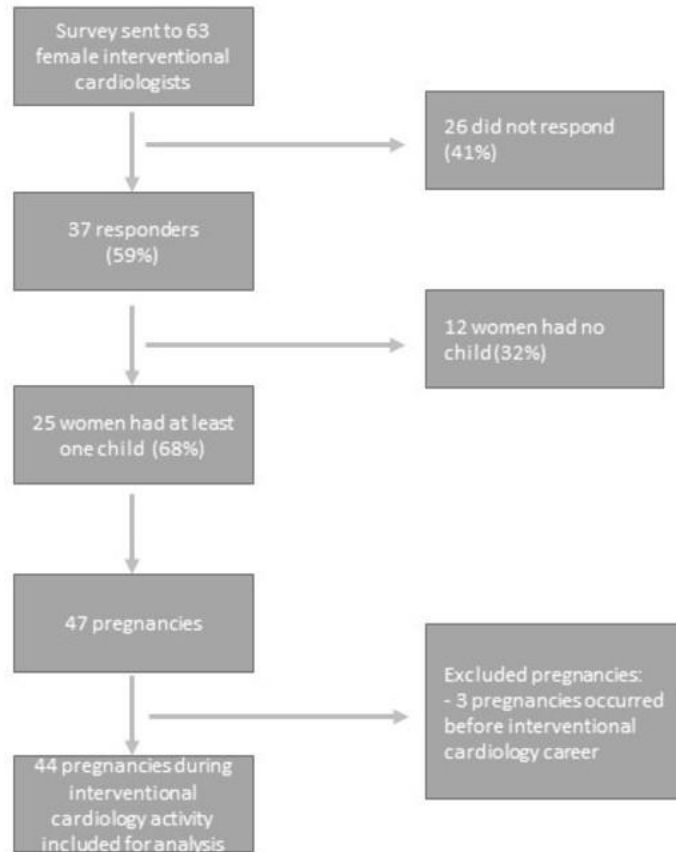 Survey sent to 63
female interventional
cardiologists
26 did not respond
(41%)
37 responders
(59%)
12 women had no
child (32%)
25 women had at least
one child (68%)
47 pregnancies
Excluded pregnancies:
- 3 pregnancies occurred
before interventional
cardiology career
44 pregnancies during
interventional
cardiology activity
included for analysis